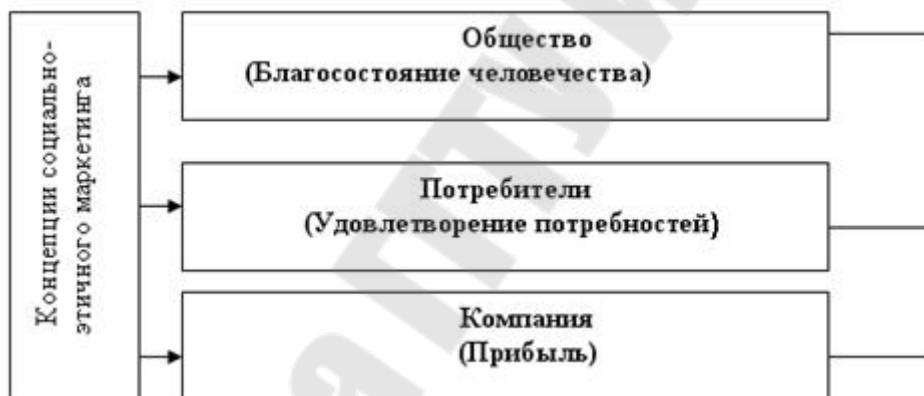 Концепции социально-
этичного маркетинга
Общество
(Благосостояние человечества)
Потребители
(Удовлетворение потребностей)
Компания
(Прибыль)